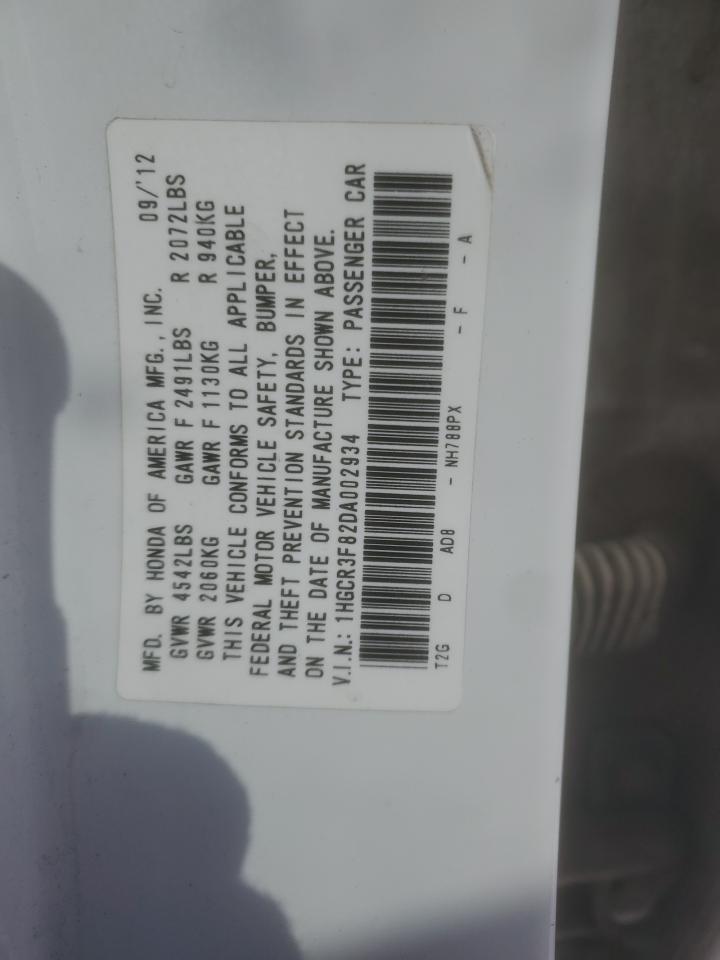 MFD. BY HONDA OF AMERICA MFG., INC. 09/'12
GVWR 4542LBS GAWR F 2491LBS R 2072LBS
GVWR 2060KG GAWR F 1130KG R 940KG
THIS VEHICLE CONFORMS TO ALL APPLICABLE
FEDERAL MOTOR VEHICLE SAFETY, BUMPER,
AND THEFT PREVENTION STANDARDS IN EFFECT
ON THE DATE OF MANUFACTURE SHOWN ABOVE.
V.I.N.: 1HGCR3F82DA002934 TYPE: PASSENGER CAR
T2G D AD8 - NH788PX - F - A